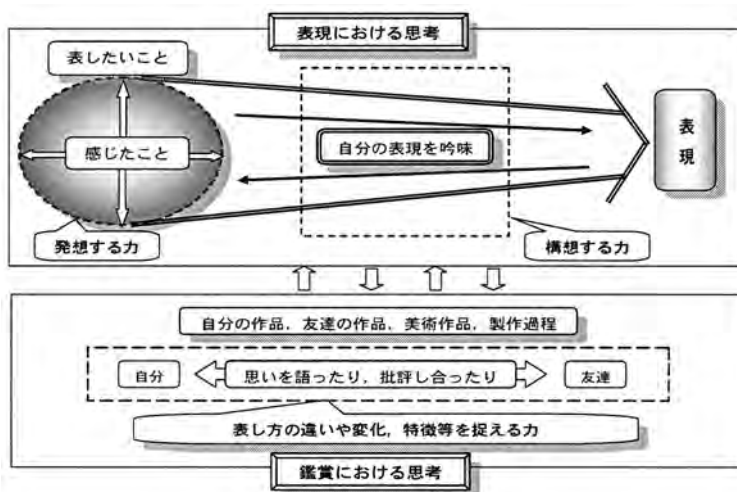 表現における思考
表したいこと
感じたこと
自分の表現を吟味
表
現
発想する力
構想する力
自分の作品，友達の作品，美術作品，製作過程
自分
思いを語ったり，批評し合ったり
友達
表し方の違いや変化，特徴等を捉える力
鑑賞における思考